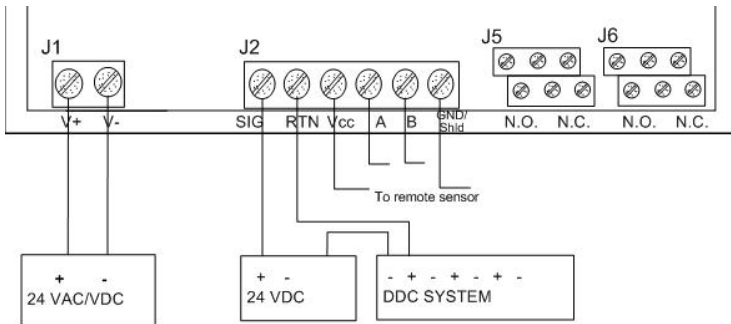 J1 J2 J5 J6
V+ V- SIG RTN Vcc A B GND/ Shld N.O. N.C. N.O. N.C.
To remote sensor
+ - + - - + - + - + -
24 VAC/VDC 24 VDC DDC SYSTEM